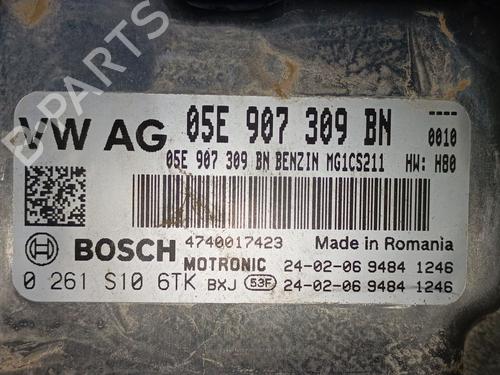 B-PARTS
VW AG 05E 907 309 BN 0010
05E 907 309 BN BENZIN MG1CS211 HW: H80
BOSCH 4740017423 Made in Romania
MOTRONIC 24-02-06 9484 1246
0 261 S10 6TK BXJ 53F 24-02-06 9484 1246